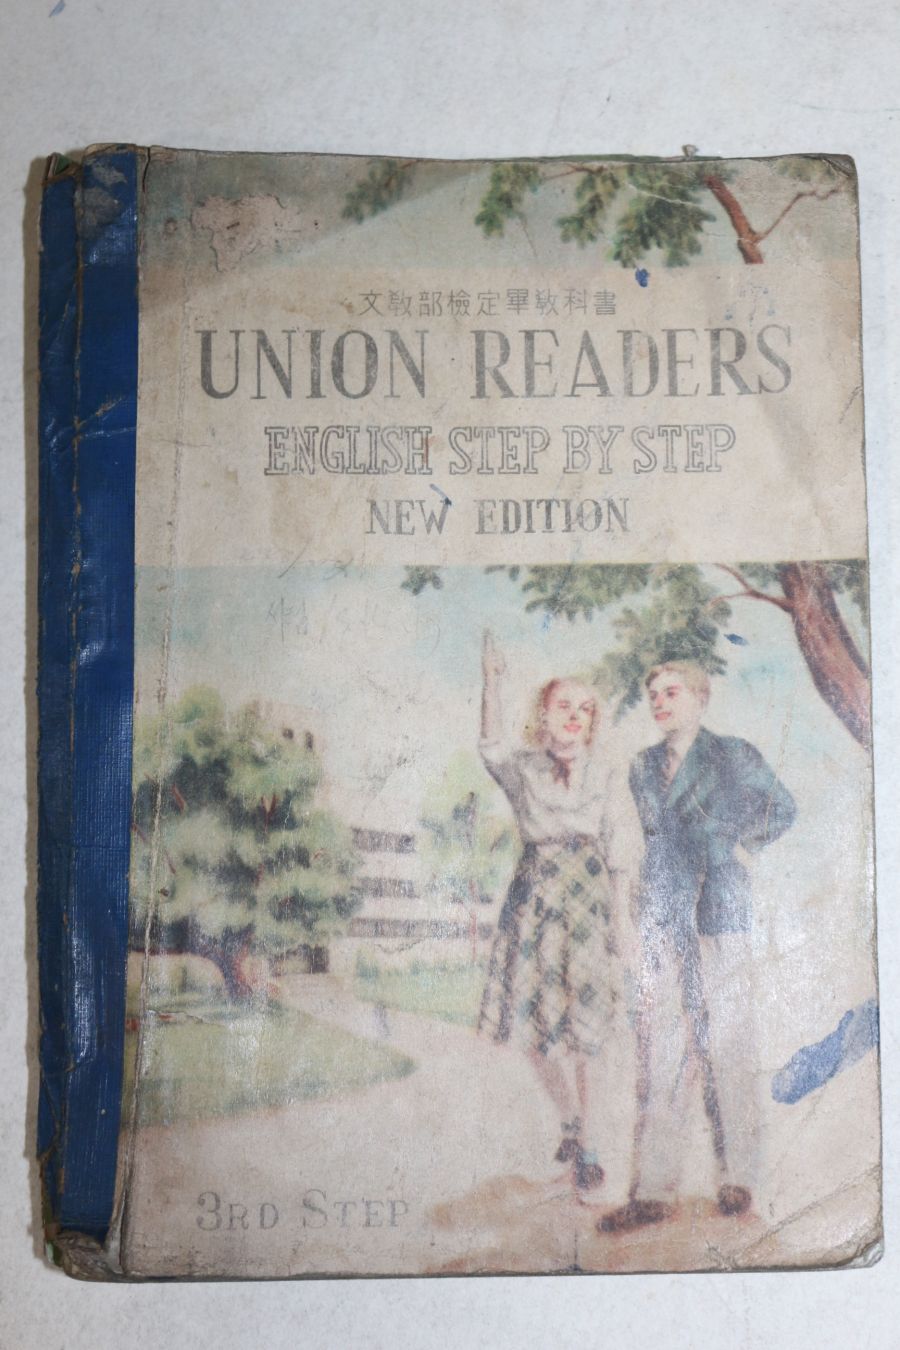 文敎部檢定畢敎科書
UNION READERS
ENGLISH STEP BY STEP
NEW EDITION
3RD STEP